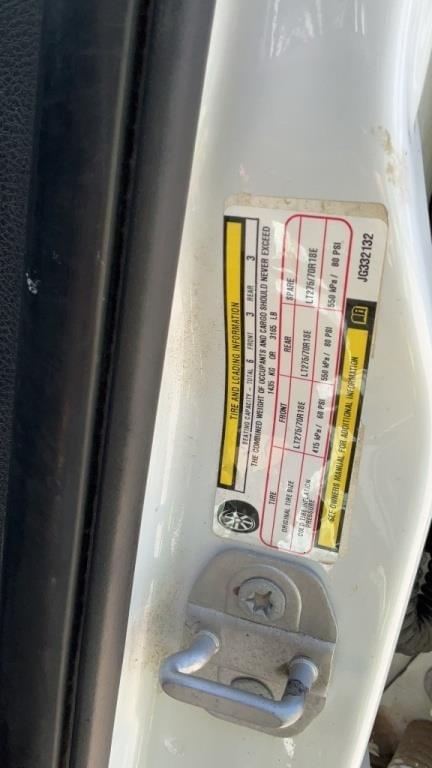 TIRE AND LOADING INFORMATION
SEATING CAPACITY - TOTAL 6 FRONT 3 REAR 3
THE COMBINED WEIGHT OF OCCUPANTS AND CARGO SHOULD NEVER EXCEED
1435 KG OR 3165 LB
TIRE FRONT REAR SPARE
ORIGINAL TIRE SIZE LT275/70R18E LT275/70R18E LT275/70R18E
COLD TIRE INFLATION PRESSURE 415 kPa / 60 PSI 550 kPa / 80 PSI 550 kPa / 80 PSI
SEE OWNERS MANUAL FOR ADDITIONAL INFORMATION
JG332132